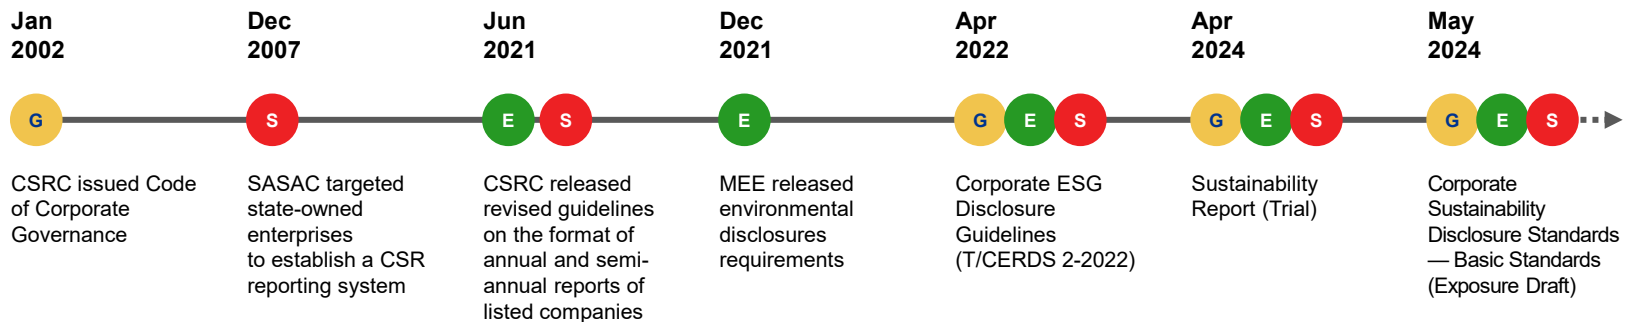 Jan
2002
Dec
2007
Jun
2021
Dec
2021
Apr
2022
Apr
2024
May
2024
G
S
E
S
E
G
E
S
G
E
S
G
E
S
CSRC issued Code
of Corporate
Governance
SASAC targeted
state-owned
enterprises
to establish a CSR
reporting system
CSRC released
revised guidelines
on the format of
annual and semi-
annual reports of
listed companies
MEE released
environmental
disclosures
requirements
Corporate ESG
Disclosure
Guidelines
(T/CERDS 2-2022)
Sustainability
Report (Trial)
Corporate
Sustainability
Disclosure Standards
— Basic Standards
(Exposure Draft)